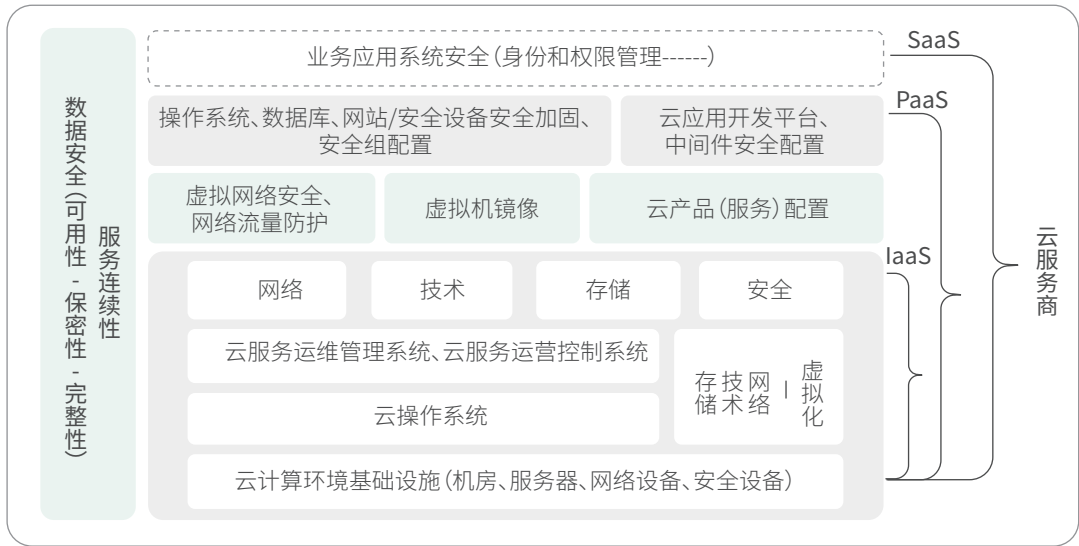 数据安全(可用性 - 保密性 - 完整性)
服务连续性
业务应用系统安全(身份和权限管理------)
操作系统、数据库、网站/安全设备安全加固、
安全组配置
云应用开发平台、
中间件安全配置
虚拟网络安全、
网络流量防护
虚拟机镜像
云产品(服务)配置
网络
技术
存储
安全
云服务运维管理系统、云服务运营控制系统
云操作系统
存储
技术
网络
—
虚拟化
云计算环境基础设施(机房、服务器、网络设备、安全设备)
SaaS
PaaS
IaaS
云服务商